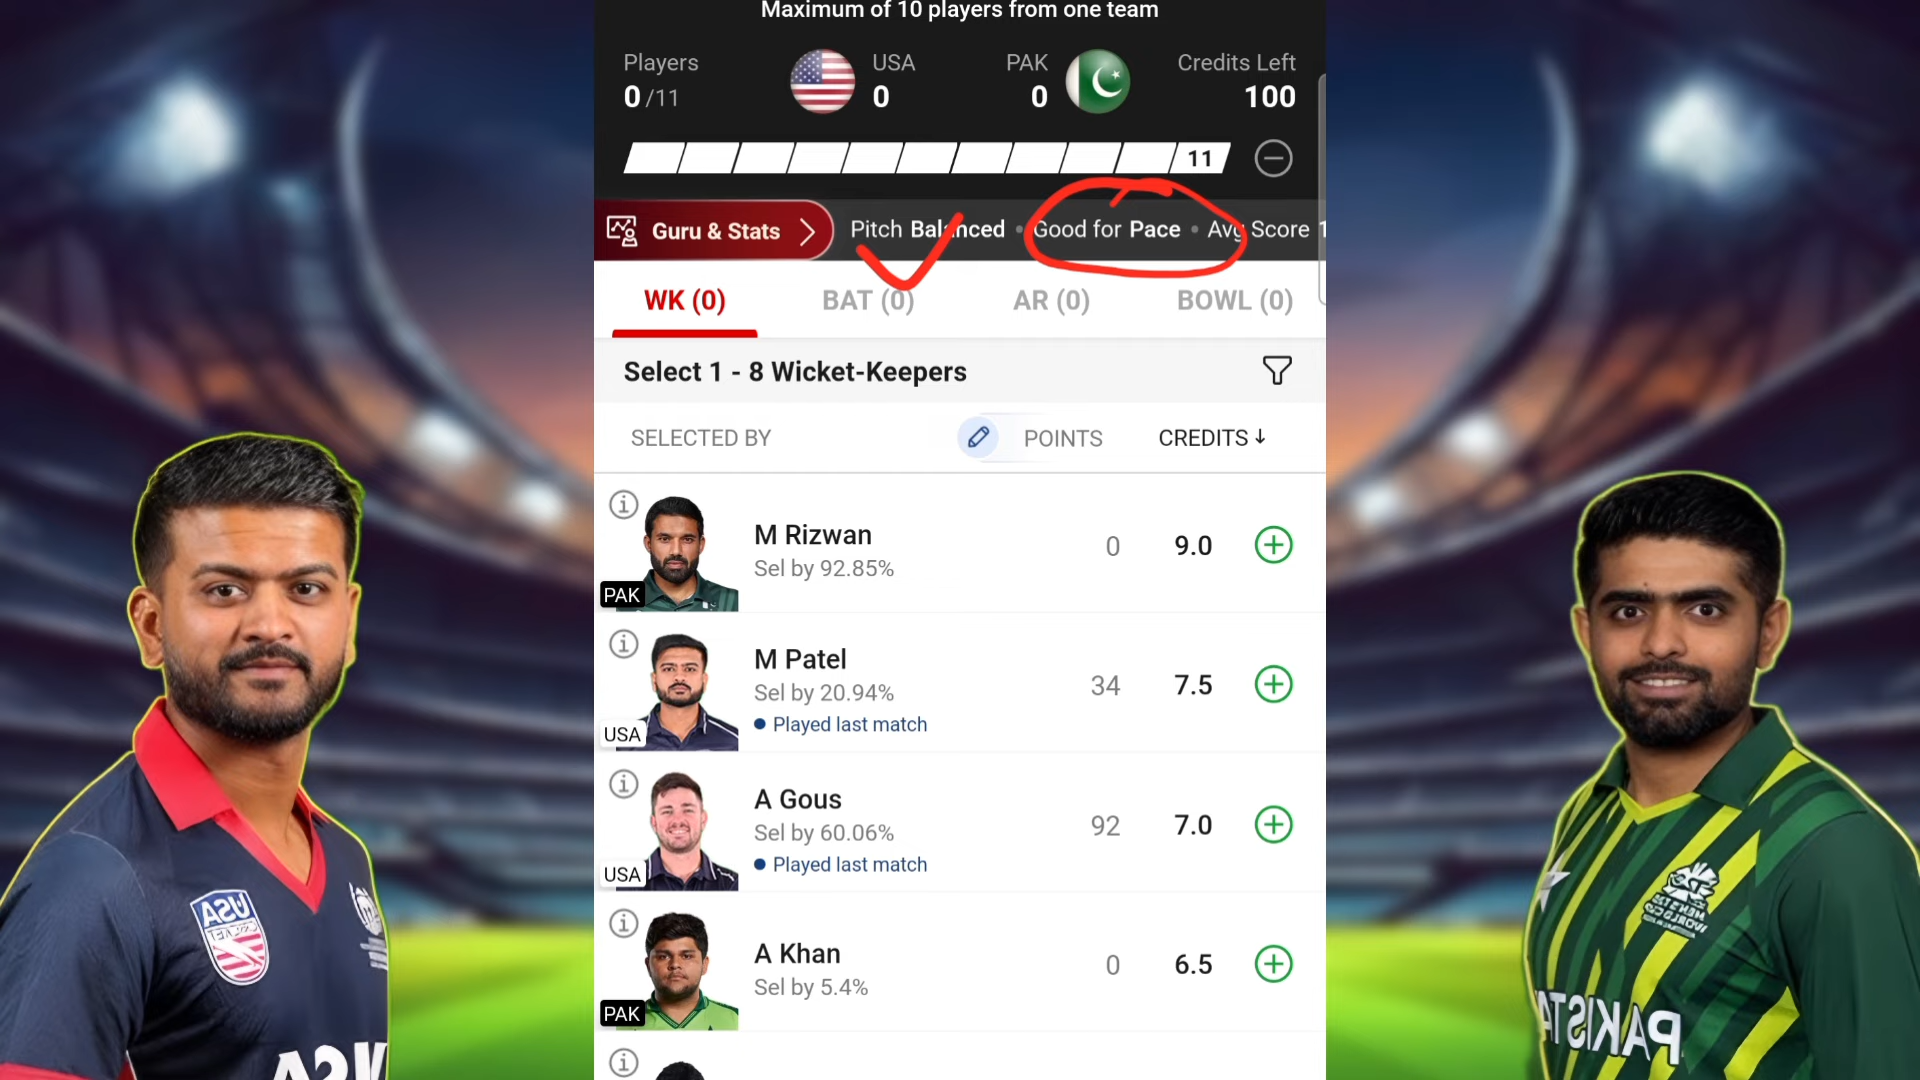 Maximum of 10 players from one team
Players
0 /11
USA
0
PAK
0
Credits Left
100
11
Guru & Stats
Pitch Balanced • Good for Pace • Avg Score 1
WK (0)
BAT (0)
AR (0)
BOWL (0)
Select 1 - 8 Wicket-Keepers
SELECTED BY
POINTS
CREDITS ↓
M Rizwan
Sel by 92.85%
PAK
0
9.0
M Patel
Sel by 20.94%
• Played last match
USA
34
7.5
A Gous
Sel by 60.06%
• Played last match
USA
92
7.0
A Khan
Sel by 5.4%
PAK
0
6.5
USA
USA
PAKISTA